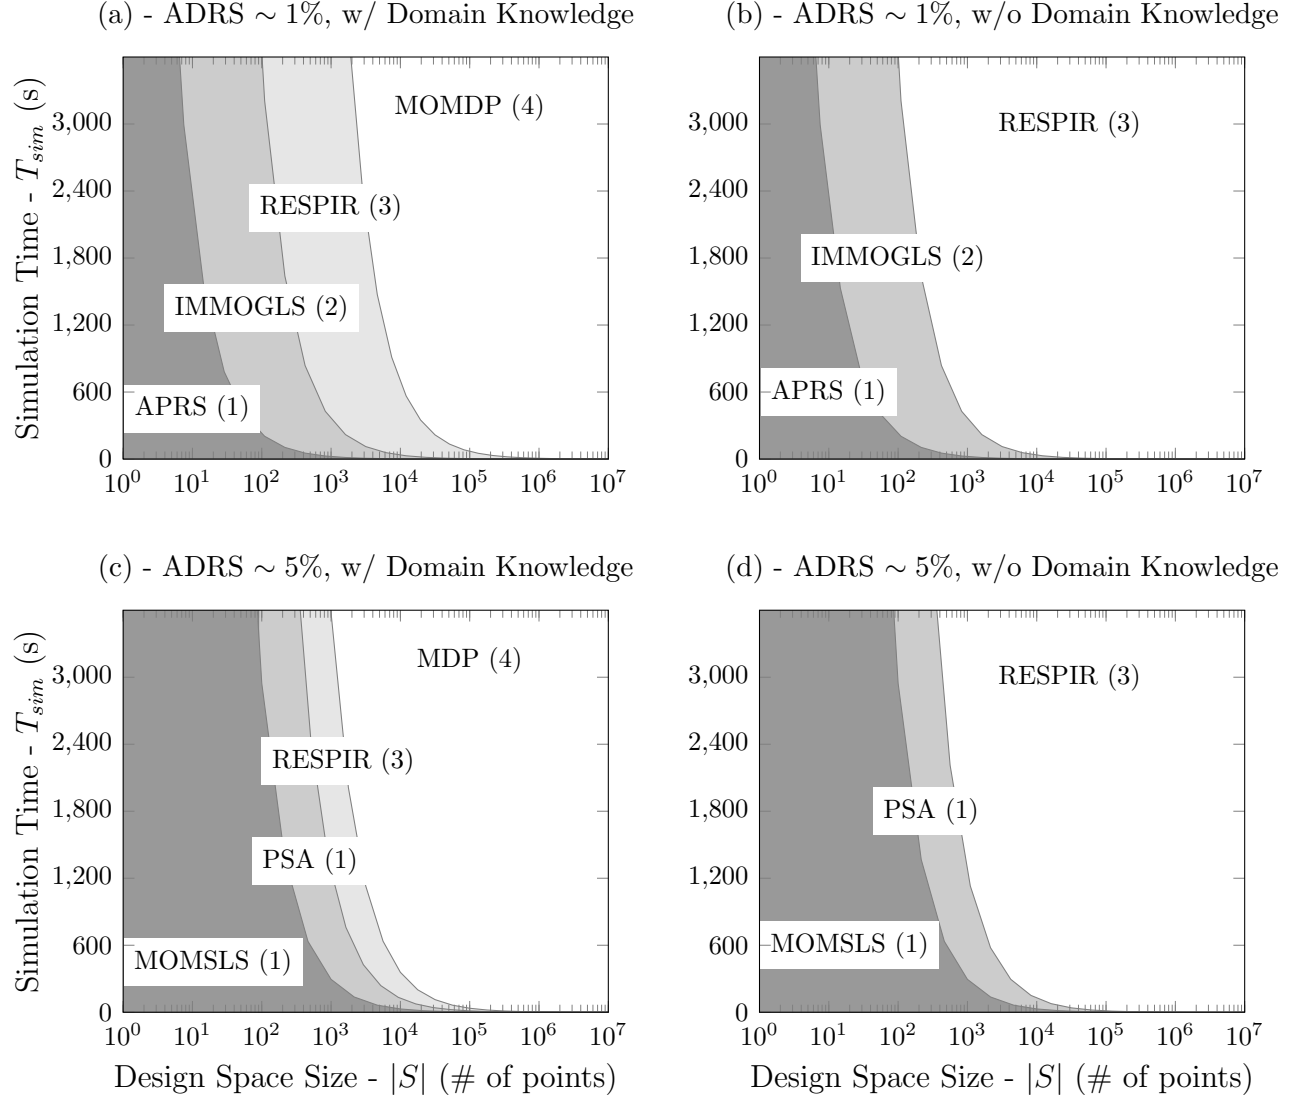 (a) - ADRS ∼ 1%, w/ Domain Knowledge
Simulation Time - T_sim (s)
3,000
2,400
1,800
1,200
600
0
MOMDP (4)
RESPIR (3)
IMMOGLS (2)
APRS (1)
10^0 10^1 10^2 10^3 10^4 10^5 10^6 10^7
(b) - ADRS ∼ 1%, w/o Domain Knowledge
3,000
2,400
1,800
1,200
600
0
RESPIR (3)
IMMOGLS (2)
APRS (1)
10^0 10^1 10^2 10^3 10^4 10^5 10^6 10^7
(c) - ADRS ∼ 5%, w/ Domain Knowledge
Simulation Time - T_sim (s)
3,000
2,400
1,800
1,200
600
0
MDP (4)
RESPIR (3)
PSA (1)
MOMSLS (1)
10^0 10^1 10^2 10^3 10^4 10^5 10^6 10^7
Design Space Size - |S| (# of points)
(d) - ADRS ∼ 5%, w/o Domain Knowledge
3,000
2,400
1,800
1,200
600
0
RESPIR (3)
PSA (1)
MOMSLS (1)
10^0 10^1 10^2 10^3 10^4 10^5 10^6 10^7
Design Space Size - |S| (# of points)